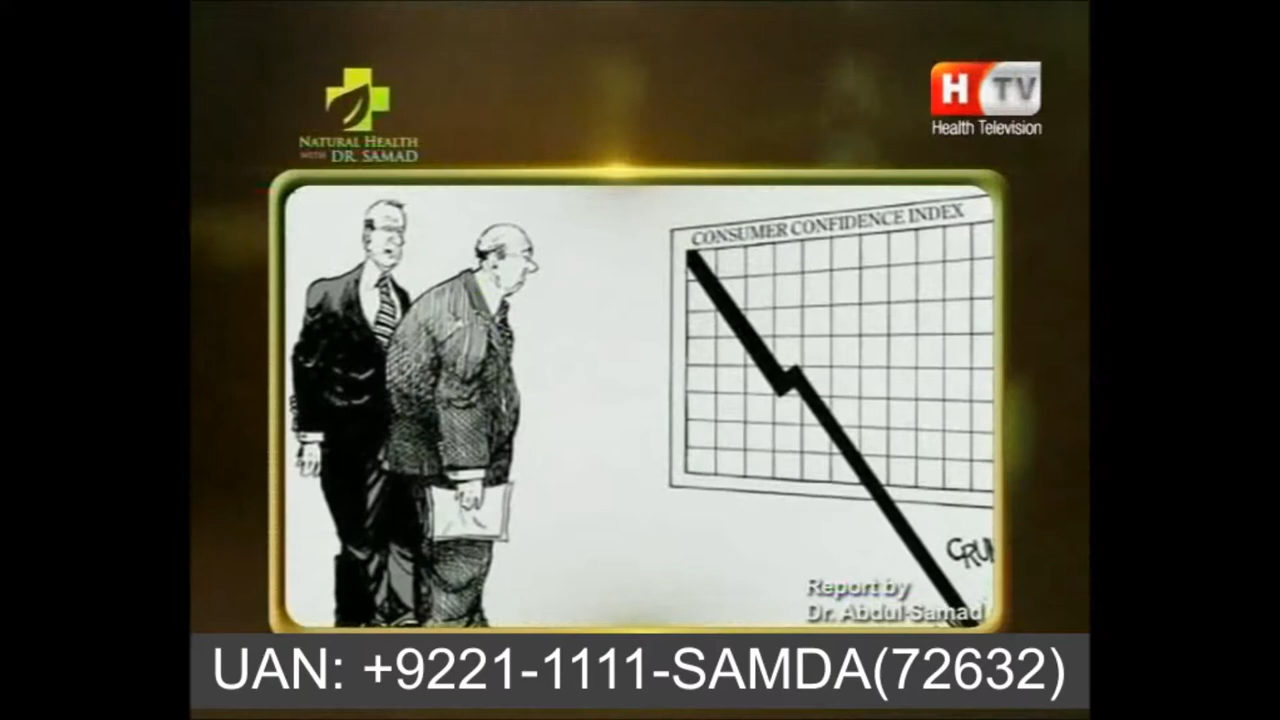 H TV
Health Television
NATURAL HEALTH
WITH DR. SAMAD
CONSUMER CONFIDENCE INDEX
Report by
Dr. Abdul Samad
UAN: +9221-1111-SAMDA(72632)